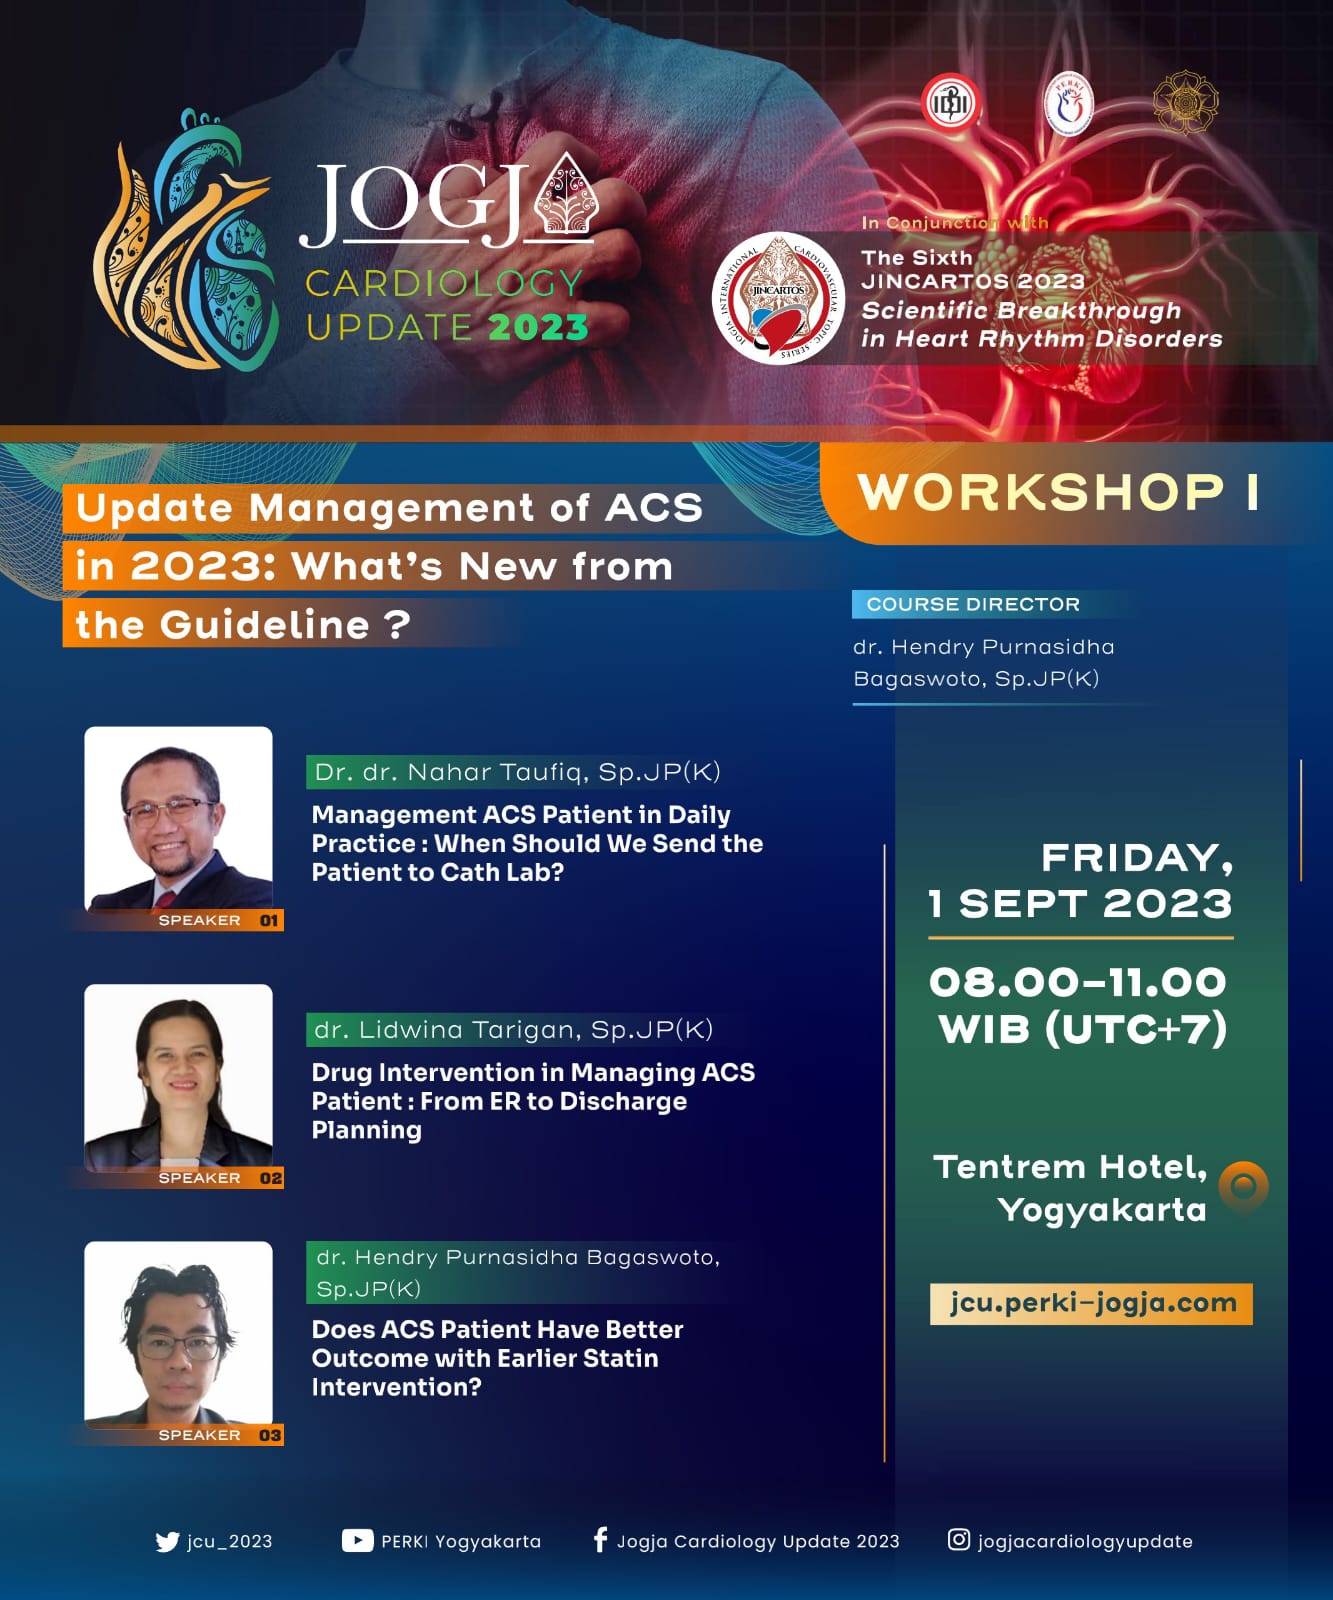 JOGJA
CARDIOLOGY
UPDATE 2023
IDI
PERKI
In Conjunction with
The Sixth
JINCARTOS 2023
Scientific Breakthrough
in Heart Rhythm Disorders
JOGJA INTERNATIONAL CARDIOVASCULAR TOPIC SERIES
JINCARTOS
WORKSHOP I
Update Management of ACS
in 2023: What's New from
the Guideline ?
COURSE DIRECTOR
dr. Hendry Purnasidha
Bagaswoto, Sp.JP(K)
Dr. dr. Nahar Taufiq, Sp.JP(K)
Management ACS Patient in Daily
Practice : When Should We Send the
Patient to Cath Lab?
SPEAKER 01
dr. Lidwina Tarigan, Sp.JP(K)
Drug Intervention in Managing ACS
Patient : From ER to Discharge
Planning
SPEAKER 02
dr. Hendry Purnasidha Bagaswoto,
Sp.JP(K)
Does ACS Patient Have Better
Outcome with Earlier Statin
Intervention?
SPEAKER 03
FRIDAY,
1 SEPT 2023
08.00-11.00
WIB (UTC+7)
Tentrem Hotel,
Yogyakarta
jcu.perki-jogja.com
jcu_2023
PERKI Yogyakarta
Jogja Cardiology Update 2023
jogjacardiologyupdate